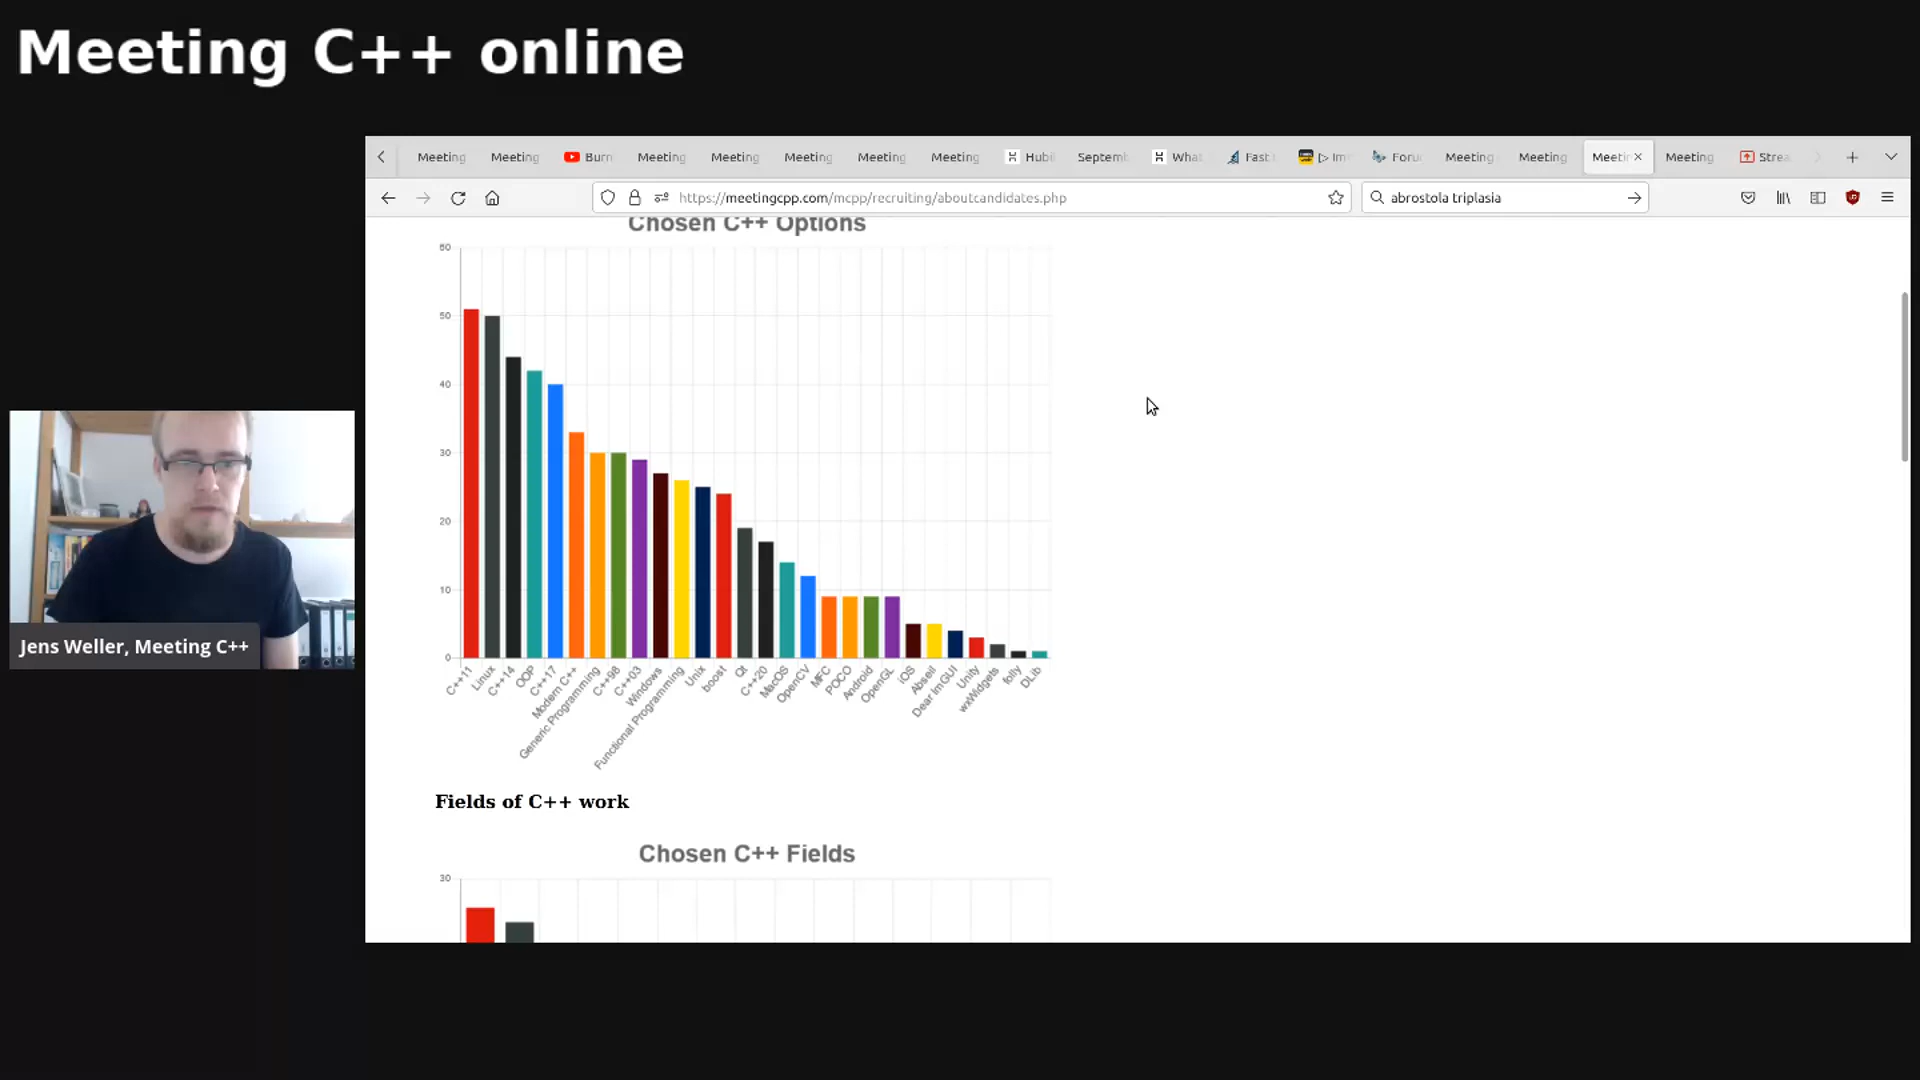 Meeting C++ online
Meeting
Meeting
Burn
Meeting
Meeting
Meeting
Meeting
Meeting
Hubl
Septemb
What
Fast
Im
Foru
Meeting
Meeting
Meetin
Meeting
Strea
https://meetingcpp.com/mcpp/recruiting/aboutcandidates.php
abrostola triplasia
Chosen C++ Options
60
50
40
30
20
10
0
C++11
Linux
C++14
OOP
C++17
Modern C++
Generic Programming
C++98
C++03
Windows
Functional Programming
Unix
boost
Qt
C++20
MacOS
OpenCV
MFC
POCO
Android
OpenGL
iOS
Abseil
Dear ImGUI
Unity
wxWidgets
folly
DLib
Fields of C++ work
Chosen C++ Fields
30
Jens Weller, Meeting C++